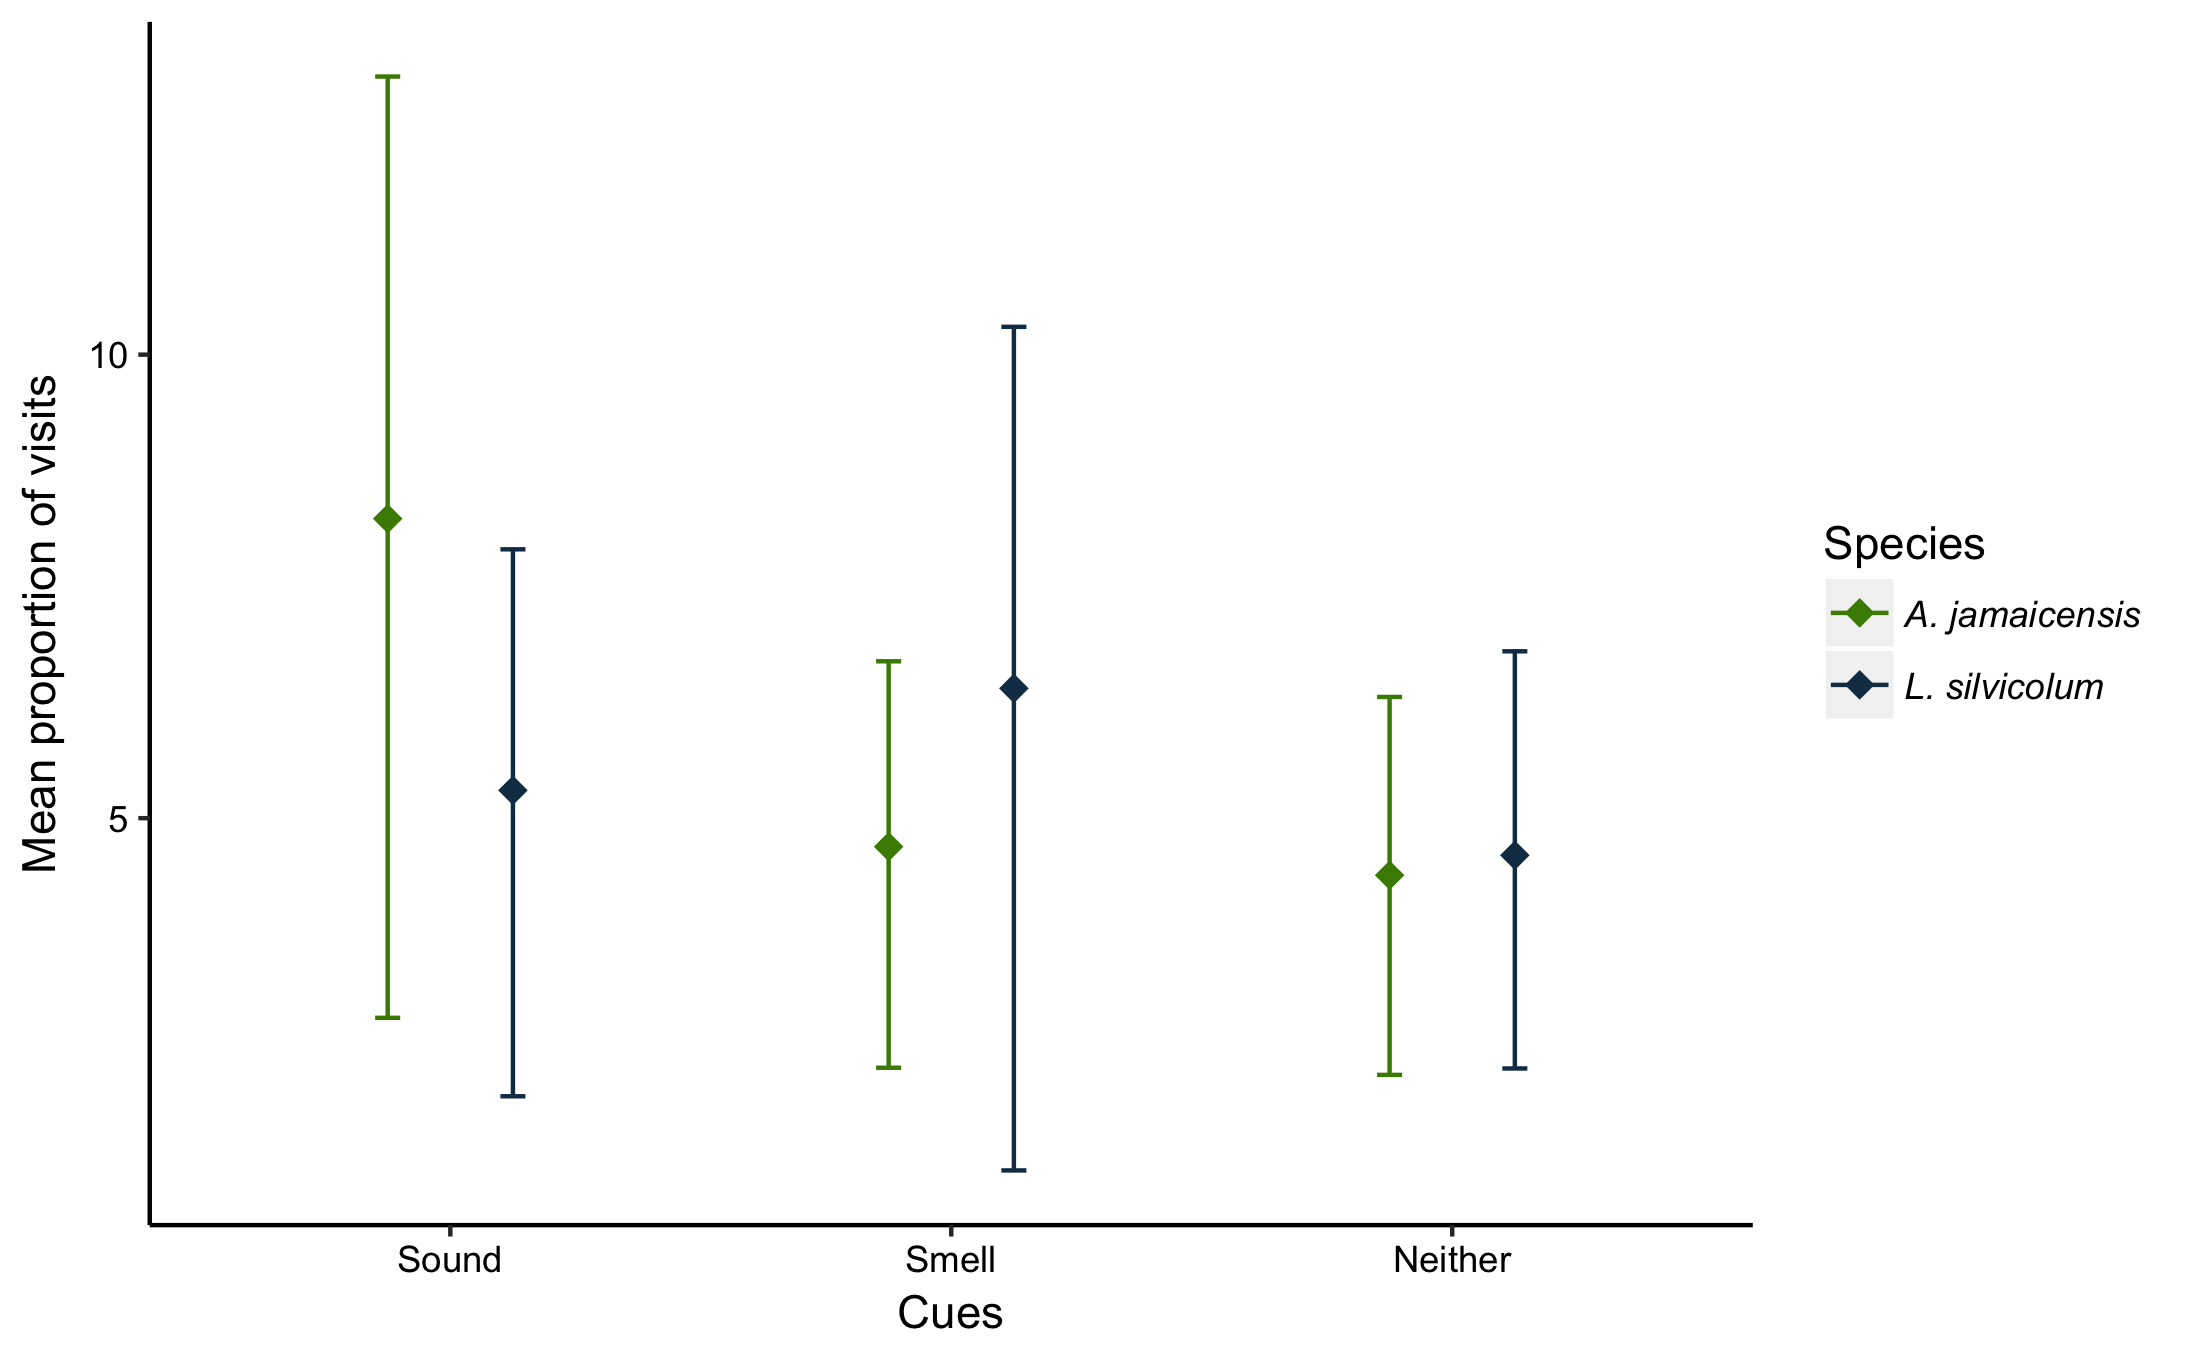 Mean proportion of visits
10
5
Sound
Smell
Neither
Cues
Species
A. jamaicensis
L. silvicolum